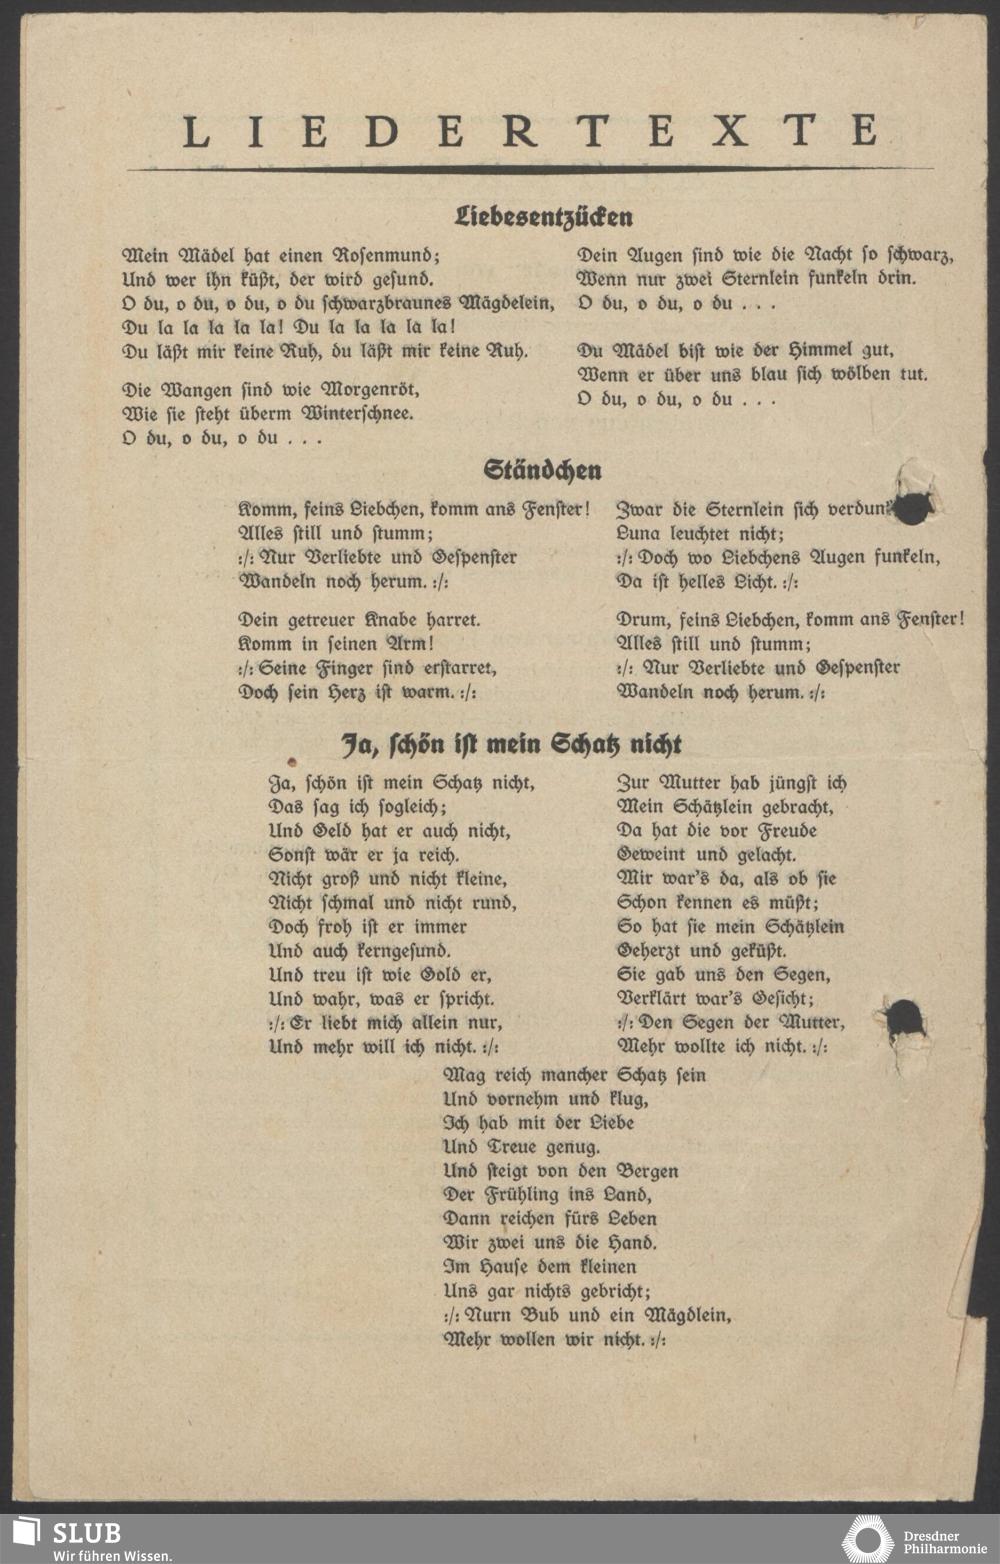 LIEDERTEXTE
Liebesentzücken
Mein Mädel hat einen Rosenmund;
Und wer ihn küßt, der wird gesund.
O du, o du, o du, o du schwarzbraunes Mägdelein,
Du la la la la la! Du la la la la la!
Du läßt mir keine Ruh, du läßt mir keine Ruh.
Die Wangen sind wie Morgenröt,
Wie sie steht überm Winterschnee.
O du, o du, o du . . .
Dein Augen sind wie die Nacht so schwarz,
Wenn nur zwei Sternlein funkeln drin.
O du, o du, o du . . .
Du Mädel bist wie der Himmel gut,
Wenn er über uns blau sich wölben tut.
O du, o du, o du . . .
Ständchen
Komm, feins Liebchen, komm ans Fenster!
Alles still und stumm;
:/: Nur Verliebte und Gespenster
Wandeln noch herum. :/:
Dein getreuer Knabe harret.
Komm in seinen Arm!
:/: Seine Finger sind erstarret,
Doch sein Herz ist warm. :/:
Zwar die Sternlein sich
Luna leuchtet nicht;
:/: Doch wo Liebchens Augen funkeln,
Da ist helles Licht. :/:
Drum, feins Liebchen, komm ans Fenster!
Alles still und stumm;
:/: Nur Verliebte und Gespenster
Wandeln noch herum. :/:
Ja, schön ist mein Schatz nicht
Ja, schön ist mein Schatz nicht,
Das sag ich sogleich;
Und Geld hat er auch nicht,
Sonst wär er ja reich.
Nicht groß und nicht kleine,
Nicht schmal und nicht rund,
Doch froh ist er immer
Und auch kerngesund.
Und treu ist wie Gold er,
Und wahr, was er spricht.
:/: Er liebt mich allein nur,
Und mehr will ich nicht. :/:
Zur Mutter hab jüngst ich
Mein Schätzlein gebracht,
Da hat die vor Freude
Geweint und gelacht.
Mir war's da, als ob sie
Schon kennen es müßt;
So hat sie mein Schätzlein
Geherzt und geküßt.
Sie gab uns den Segen,
Verklärt war's Gesicht;
:/: Den Segen der Mutter,
Mehr wollte ich nicht. :/:
Mag reich mancher Schatz sein
Und vornehm und klug,
Ich hab mit der Liebe
Und Treue genug.
Und steigt von den Bergen
Der Frühling ins Land,
Dann reichen fürs Leben
Wir zwei uns die Hand.
Im Hause dem kleinen
Uns gar nichts gebricht;
:/: Nurn Bub und ein Mägdlein,
Mehr wollen wir nicht. :/:
SLUB
Wir führen Wissen.
Dresdner
Philharmonie